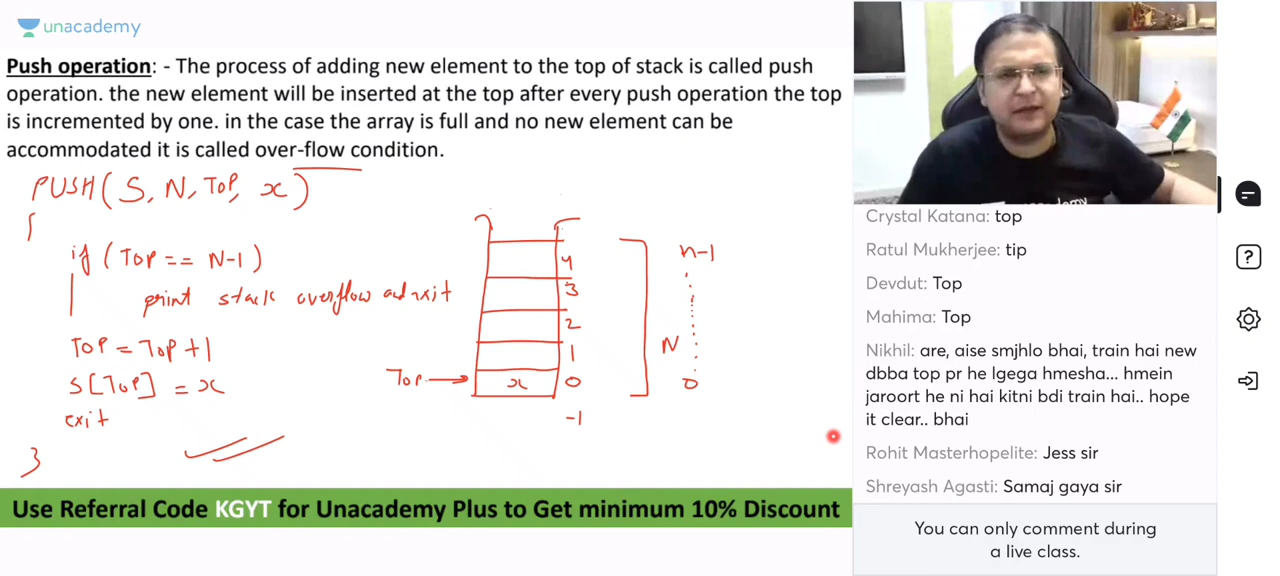 unacademy
Push operation: - The process of adding new element to the top of stack is called push
operation. the new element will be inserted at the top after every push operation the top
is incremented by one. in the case the array is full and no new element can be
accommodated it is called over-flow condition.
PUSH( S, N, TOP, x )
{
if ( TOP == N-1 )
print stack overflow and exit
TOP = TOP + 1
S[TOP] = x
exit
}
4
3
2
1
TOP → x 0
-1
n-1
N
0
Use Referral Code KGYT for Unacademy Plus to Get minimum 10% Discount
Crystal Katana: top
Ratul Mukherjee: tip
Devdut: Top
Mahima: Top
Nikhil: are, aise smjhlo bhai, train hai new
dbba top pr he lgega hmesha... hmein
jaroort he ni hai kitni bdi train hai.. hope
it clear.. bhai
Rohit Masterhopelite: Jess sir
Shreyash Agasti: Samaj gaya sir
You can only comment during
a live class.